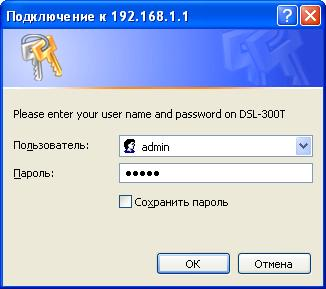 Подключение к 192.168.1.1
Please enter your user name and password on DSL-300T
Пользователь: admin
Пароль: •••••
Сохранить пароль
OK Отмена